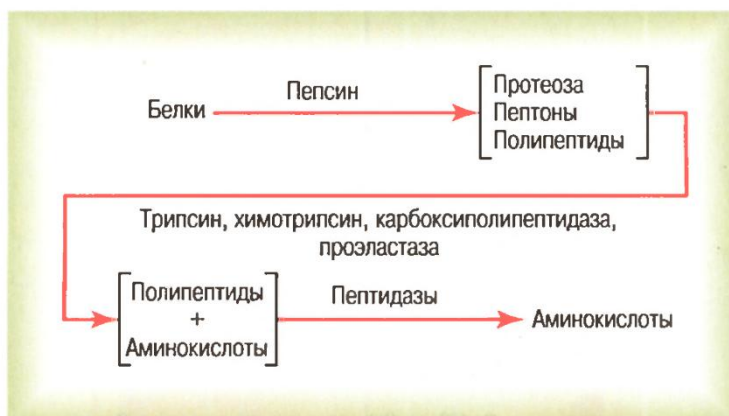 Белки
Пепсин
Протеоза
Пептоны
Полипептиды
Трипсин, химотрипсин, карбоксиполипептидаза,
проэластаза
Полипептиды
+
Аминокислоты
Пептидазы
Аминокислоты